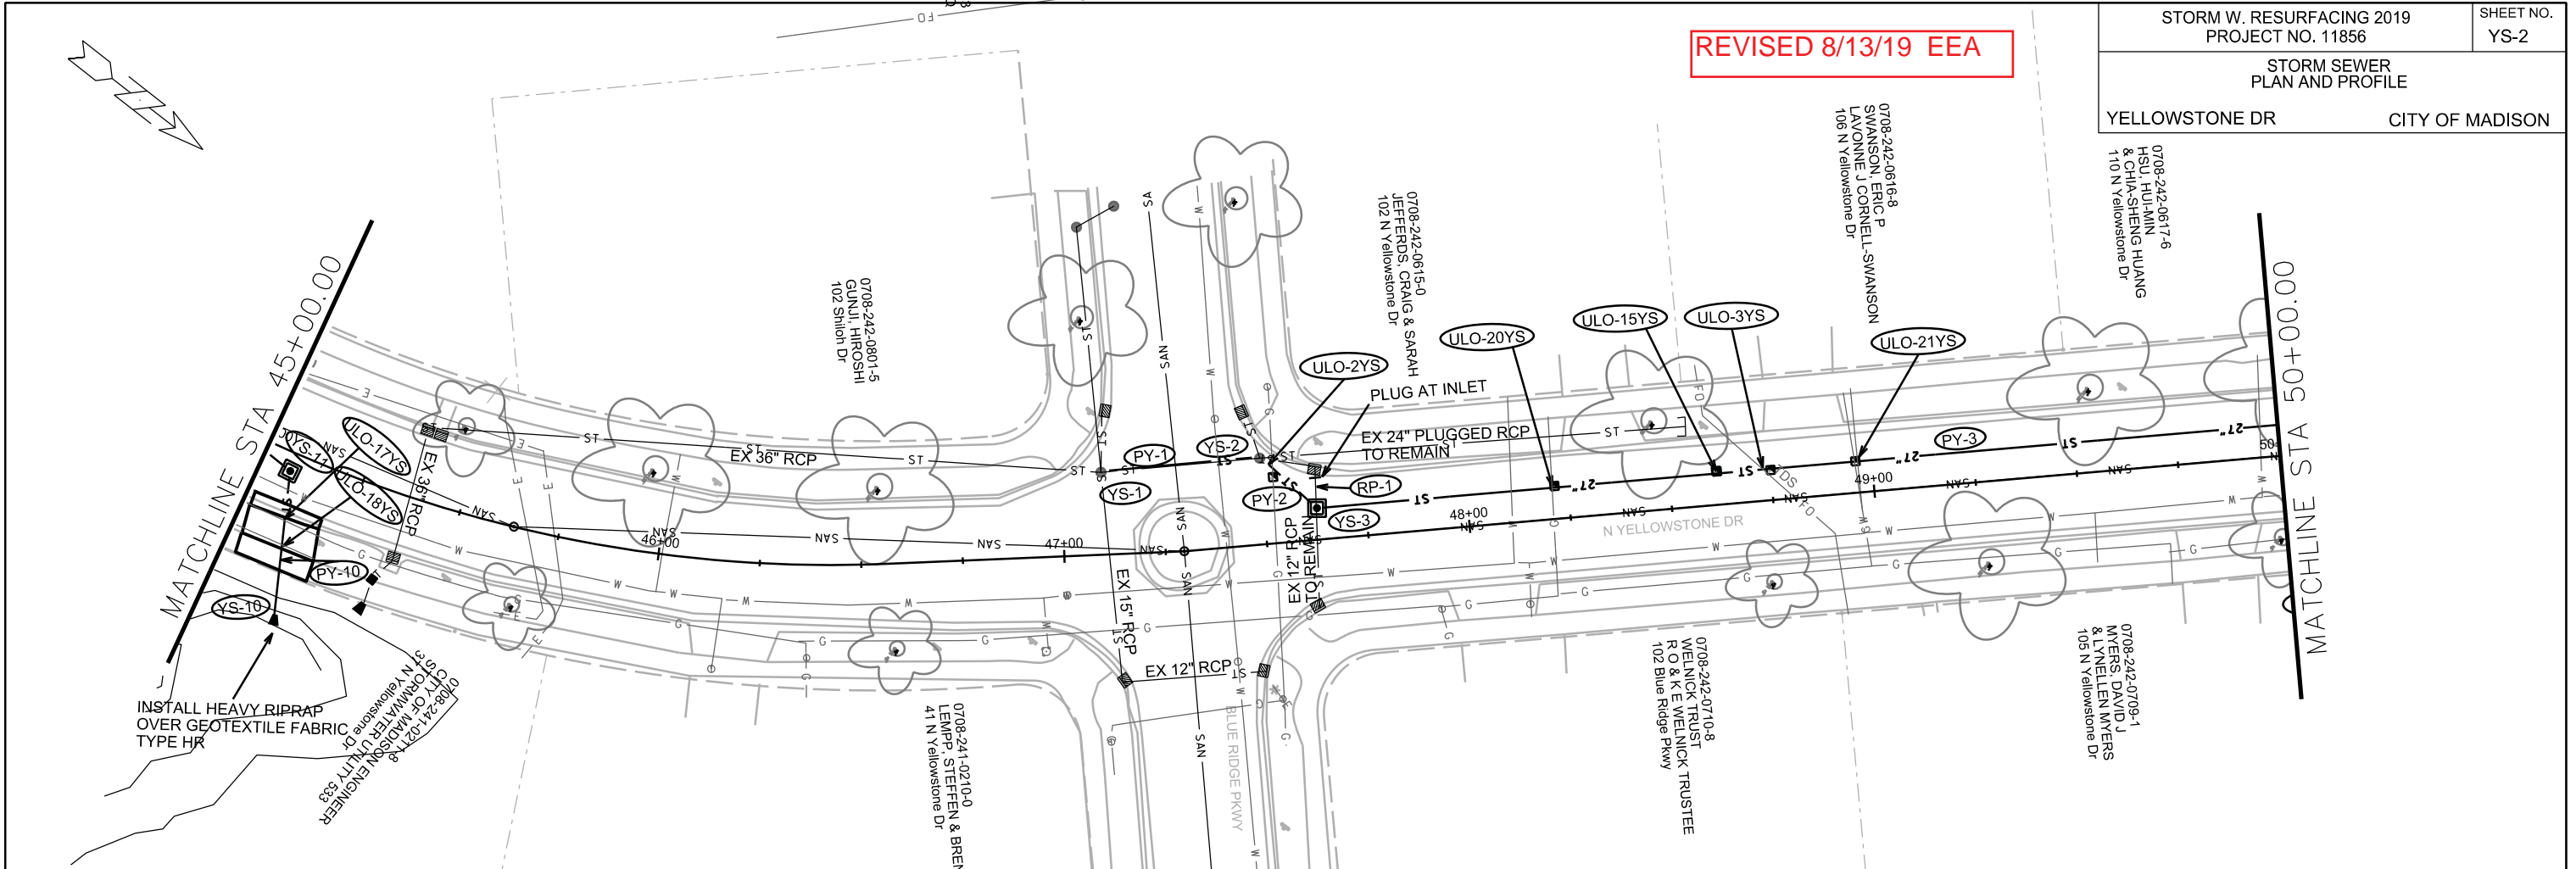 STORM W. RESURFACING 2019
PROJECT NO. 11856
SHEET NO.
YS-2
STORM SEWER
PLAN AND PROFILE
YELLOWSTONE DR
CITY OF MADISON
REVISED 8/13/19 EEA
FO
MATCHLINE STA 45+00.00
MATCHLINE STA 50+00.00
0708-242-0801-5
GUNJI, HIROSHI
102 Shiloh Dr
0708-242-0615-0
JEFFERDS, CRAIG & SARAH
102 N Yellowstone Dr
0708-242-0616-8
SWANSON, ERIC P
LAVONNE J CORNELL-SWANSON
106 N Yellowstone Dr
0708-242-0617-6
HSU, HUI-MIN
& CHIA-SHENG HUANG
110 N Yellowstone Dr
ULO-17YS
ULO-18YS
YS-11
PY-10
YS-10
EX 36" RCP
EX 36" RCP
PY-1
YS-2
YS-1
PY-2
ULO-2YS
PLUG AT INLET
EX 24" PLUGGED RCP
TO REMAIN
RP-1
YS-3
ULO-20YS
ULO-15YS
ULO-3YS
ULO-21YS
PY-3
27"
27"
27"
46+00
47+00
48+00
49+00
N YELLOWSTONE DR
EX 15" RCP
EX 12" RCP
TO REMAIN
EX 12" RCP
BLUE RIDGE PKWY
INSTALL HEAVY RIPRAP
OVER GEOTEXTILE FABRIC
TYPE HR
0708-241-0211-8
CITY OF MADISON ENGINEER
STORMWATER UTILITY 533
37 N Yellowstone Dr
0708-241-0210-0
LEMPP, STEFFEN & BREN
41 N Yellowstone Dr
0708-242-0710-8
WELNICK TRUST
R O & K E WELNICK TRUSTEE
102 Blue Ridge Pkwy
0708-242-0709-1
MYERS, DAVID J
& LYNELLEN MYERS
105 N Yellowstone Dr